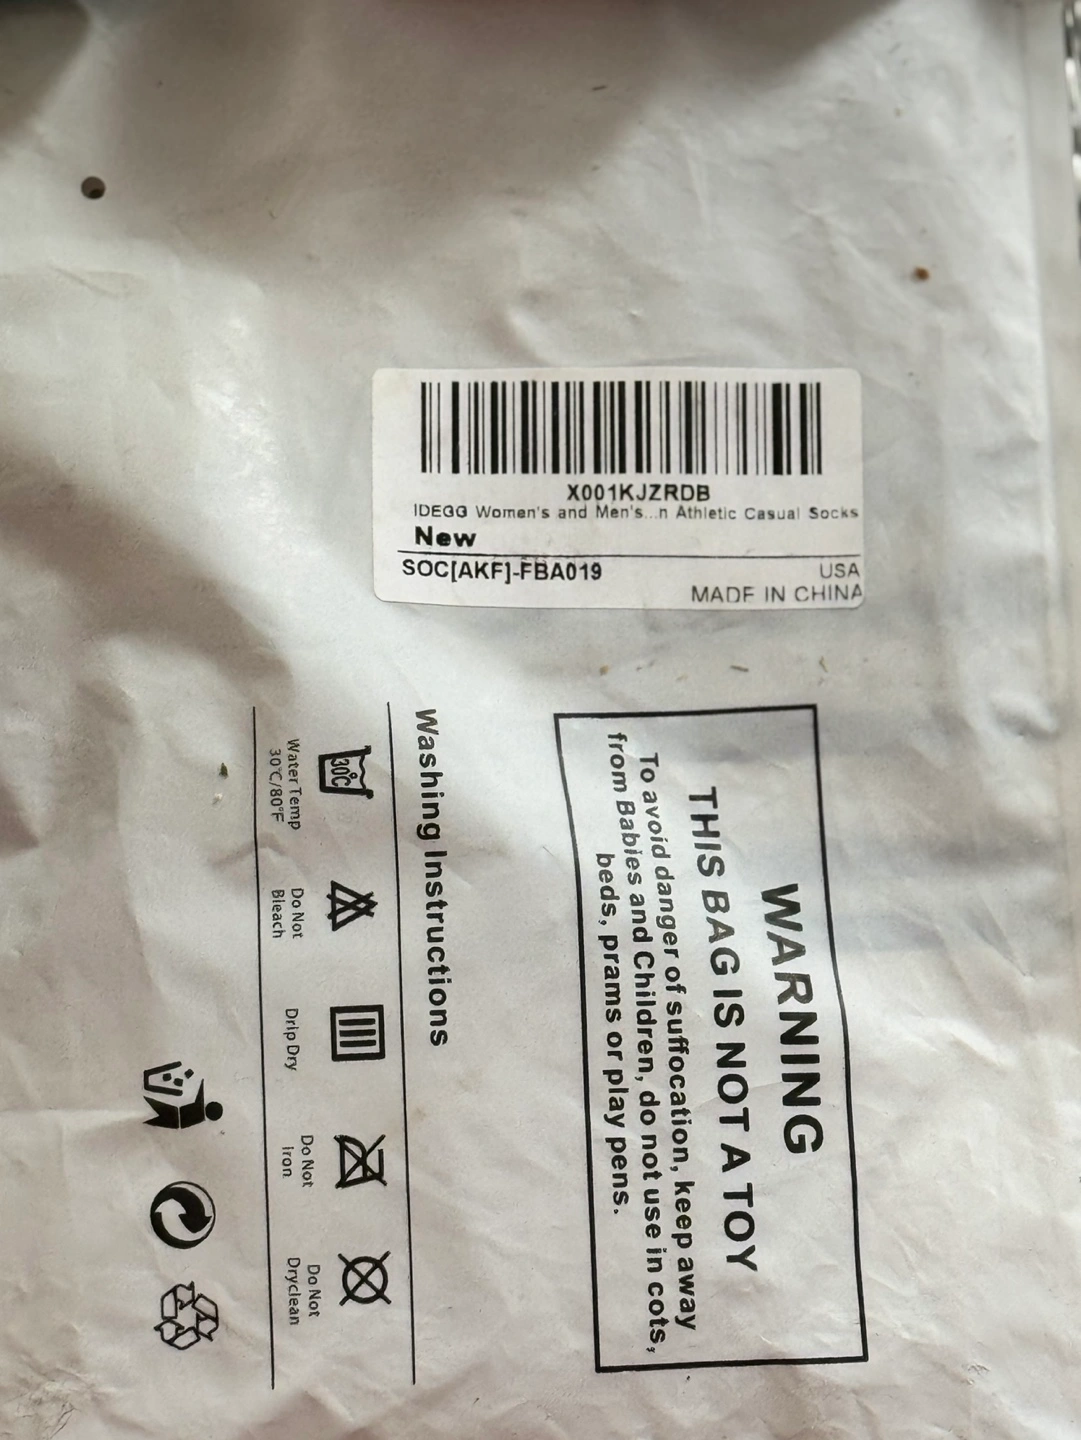 X001KJZRDB
IDEGG Women's and Men's...n Athletic Casual Socks
New
SOC[AKF]-FBA019
USA
MADE IN CHINA
WARNING
THIS BAG IS NOT A TOY
To avoid danger of suffocation, keep away
from Babies and Children, do not use in cots,
beds, prams or play pens.
Washing Instructions
30°C
Water Temp
30°C/80°F
Do Not
Bleach
Drip Dry
Do Not
Iron
Do Not
Dryclean